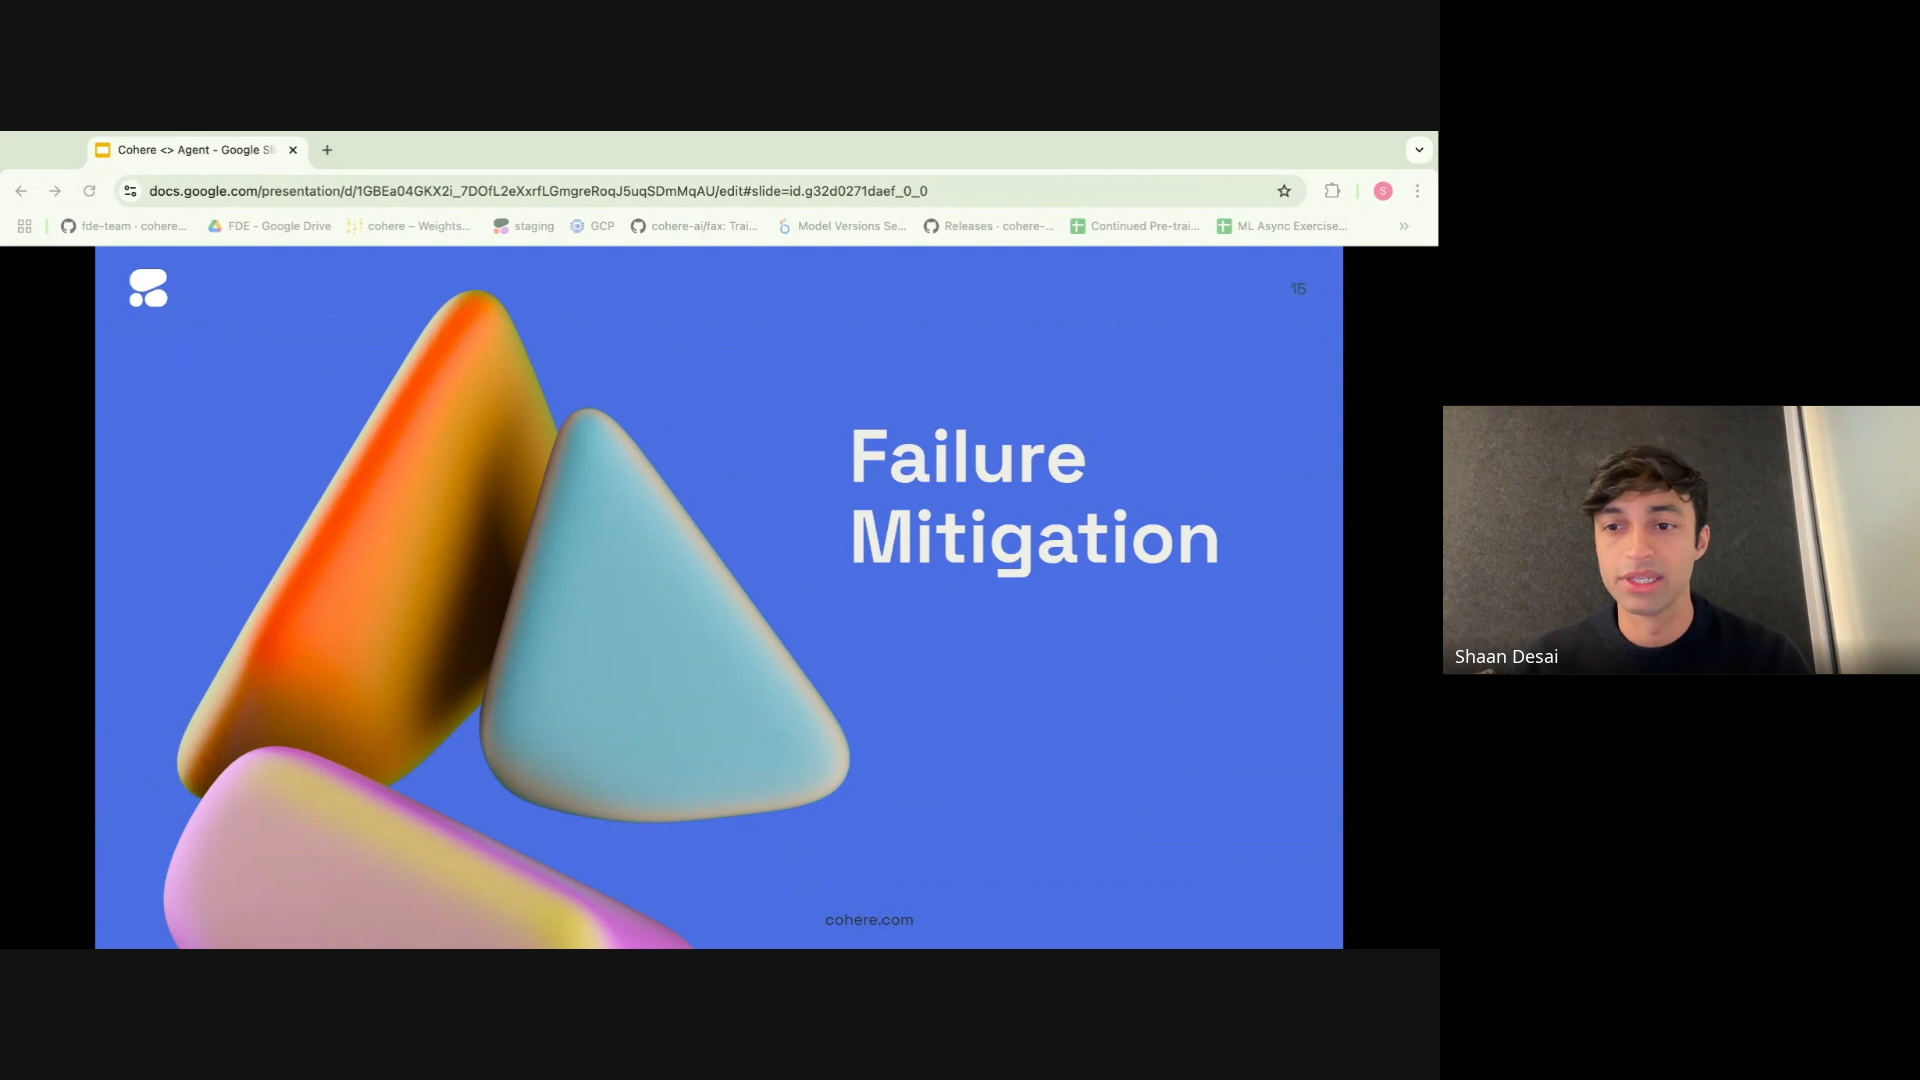 Cohere <> Agent - Google Sli
docs.google.com/presentation/d/1GBEa04GKX2i_7DOfL2eXxrfLGmgreRoqJ5uqSDmMqAU/edit#slide=id.g32d0271daef_0_0
S
fde-team · cohere...
FDE - Google Drive
cohere – Weights...
staging
GCP
cohere-ai/fax: Trai...
Model Versions Se...
Releases · cohere-...
Continued Pre-trai...
ML Async Exercise...
15
Failure
Mitigation
Shaan Desai
cohere.com